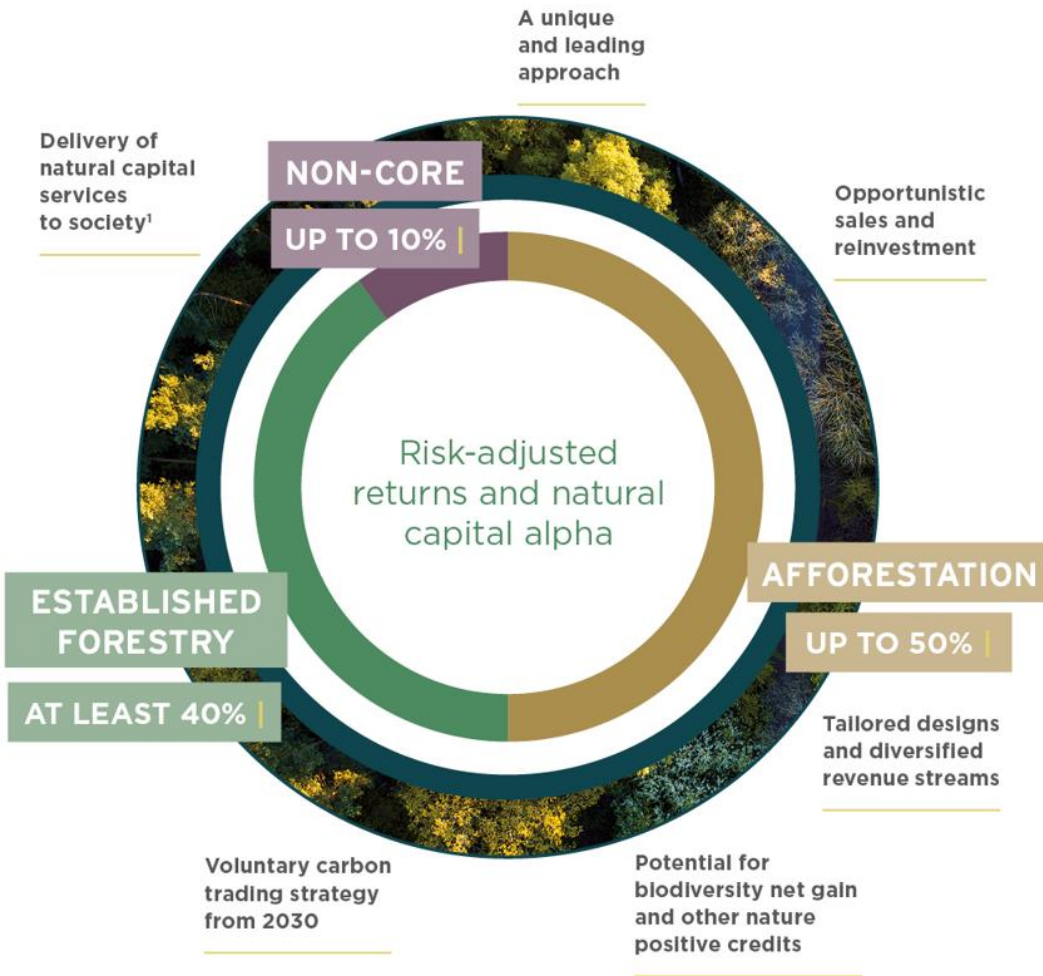 A unique
and leading
approach
Delivery of
natural capital
services
to society¹
NON-CORE
UP TO 10%
Opportunistic
sales and
reinvestment
Risk-adjusted
returns and natural
capital alpha
AFFORESTATION
UP TO 50%
ESTABLISHED
FORESTRY
AT LEAST 40%
Tailored designs
and diversified
revenue streams
Voluntary carbon
trading strategy
from 2030
Potential for
biodiversity net gain
and other nature
positive credits